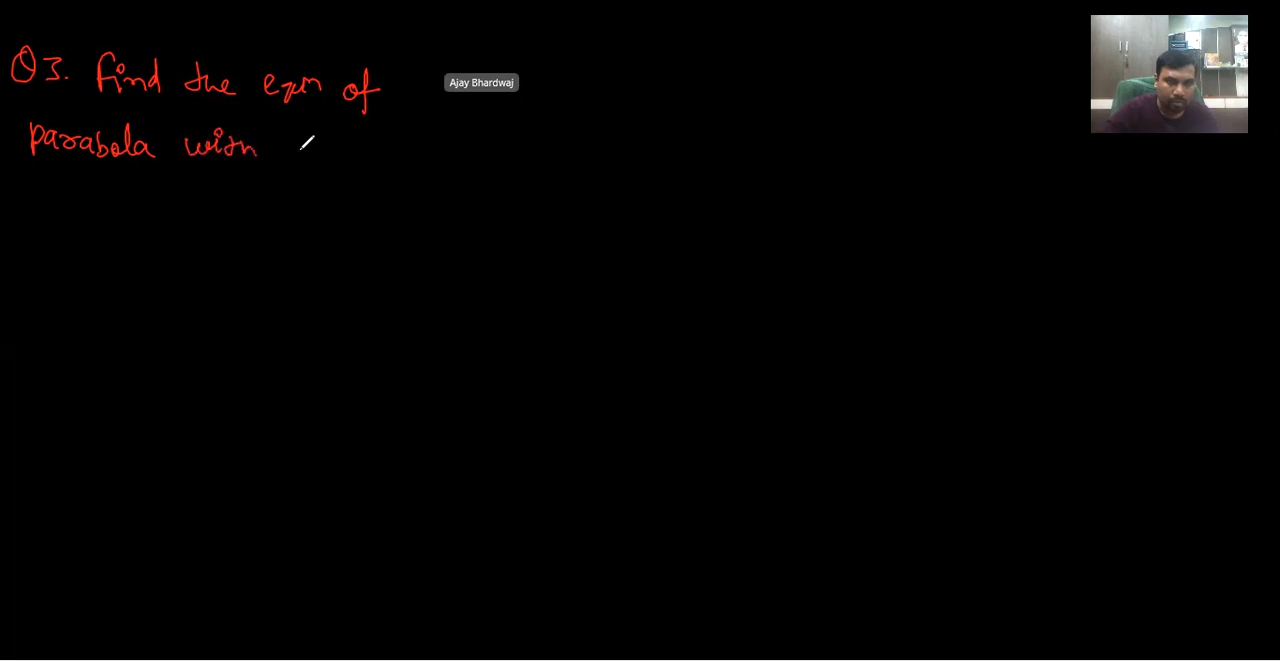 Q3. Find the eqn of
Ajay Bhardwaj
parabola with